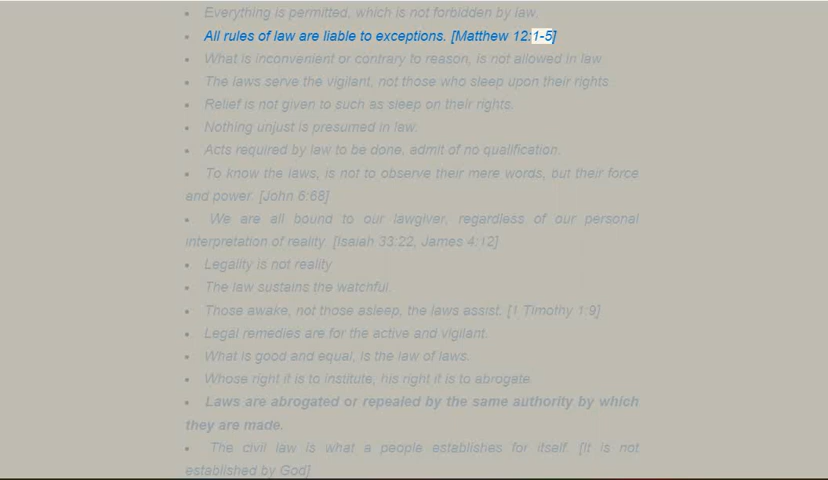 • Everything is permitted, which is not forbidden by law.
• All rules of law are liable to exceptions. [Matthew 12:1-5]
• What is inconvenient or contrary to reason, is not allowed in law.
• The laws serve the vigilant, not those who sleep upon their rights.
• Relief is not given to such as sleep on their rights.
• Nothing unjust is presumed in law.
• Acts required by law to be done, admit of no qualification.
• To know the laws, is not to observe their mere words, but their force
and power. [John 6:68]
• We are all bound to our lawgiver, regardless of our personal
interpretation of reality. [Isaiah 33:22, James 4:12]
• Legality is not reality
• The law sustains the watchful.
• Those awake, not those asleep, the laws assist. [1 Timothy 1:9]
• Legal remedies are for the active and vigilant.
• What is good and equal, is the law of laws.
• Whose right it is to institute, his right it is to abrogate.
• Laws are abrogated or repealed by the same authority by which
they are made.
• The civil law is what a people establishes for itself. [It is not
established by God]